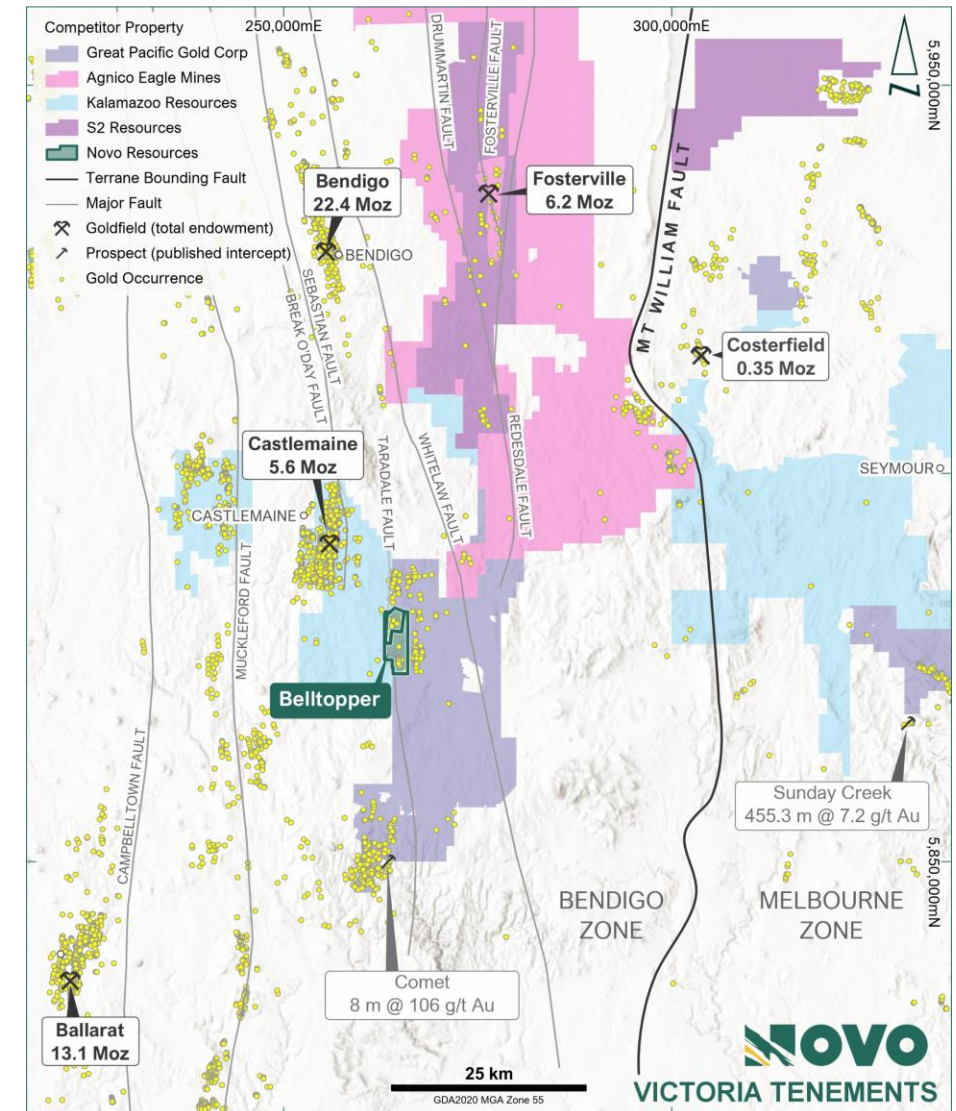 Competitor Property
Great Pacific Gold Corp
Agnico Eagle Mines
Kalamazoo Resources
S2 Resources
Novo Resources
Terrane Bounding Fault
Major Fault
Goldfield (total endowment)
Prospect (published intercept)
Gold Occurrence
250,000mE
300,000mE
5,950,000mN
N
DRUMMARTIN FAULT
FOSTERVILLE FAULT
Bendigo
22.4 Moz
BENDIGO
Fosterville
6.2 Moz
MT WILLIAM FAULT
SEBASTIAN FAULT
BREAK O'DAY FAULT
Costerfield
0.35 Moz
Castlemaine
5.6 Moz
CASTLEMAINE
TARADALE FAULT
WHITELAW FAULT
REDESDALE FAULT
SEYMOUR
MUCKLEFORD FAULT
Belltopper
CAMPBELLTOWN FAULT
Sunday Creek
455.3 m @ 7.2 g/t Au
5,850,000mN
BENDIGO
ZONE
MELBOURNE
ZONE
Comet
8 m @ 106 g/t Au
Ballarat
13.1 Moz
25 km
GDA2020 MGA Zone 55
NOVO
VICTORIA TENEMENTS